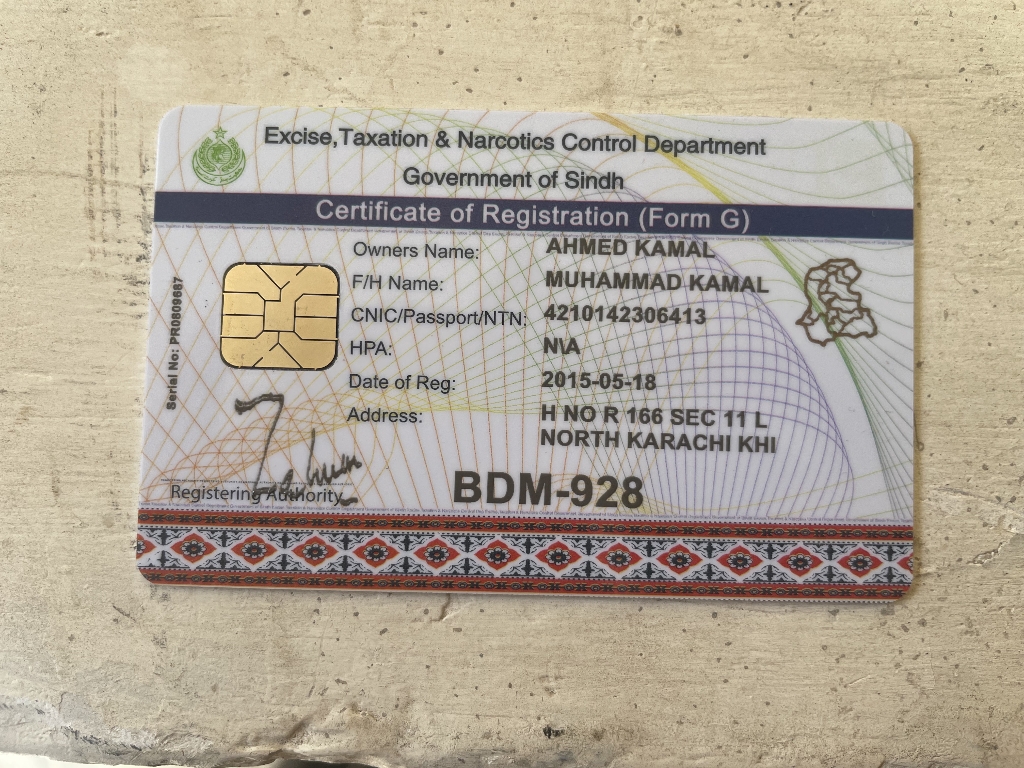 Excise,Taxation & Narcotics Control Department
Government of Sindh
Certificate of Registration (Form G)
Owners Name: AHMED KAMAL
F/H Name: MUHAMMAD KAMAL
CNIC/Passport/NTN: 4210142306413
HPA: N\A
Date of Reg: 2015-05-18
Address: H NO R 166 SEC 11 L
NORTH KARACHI KHI
Serial No: PR0809667
Registering Authority
BDM-928